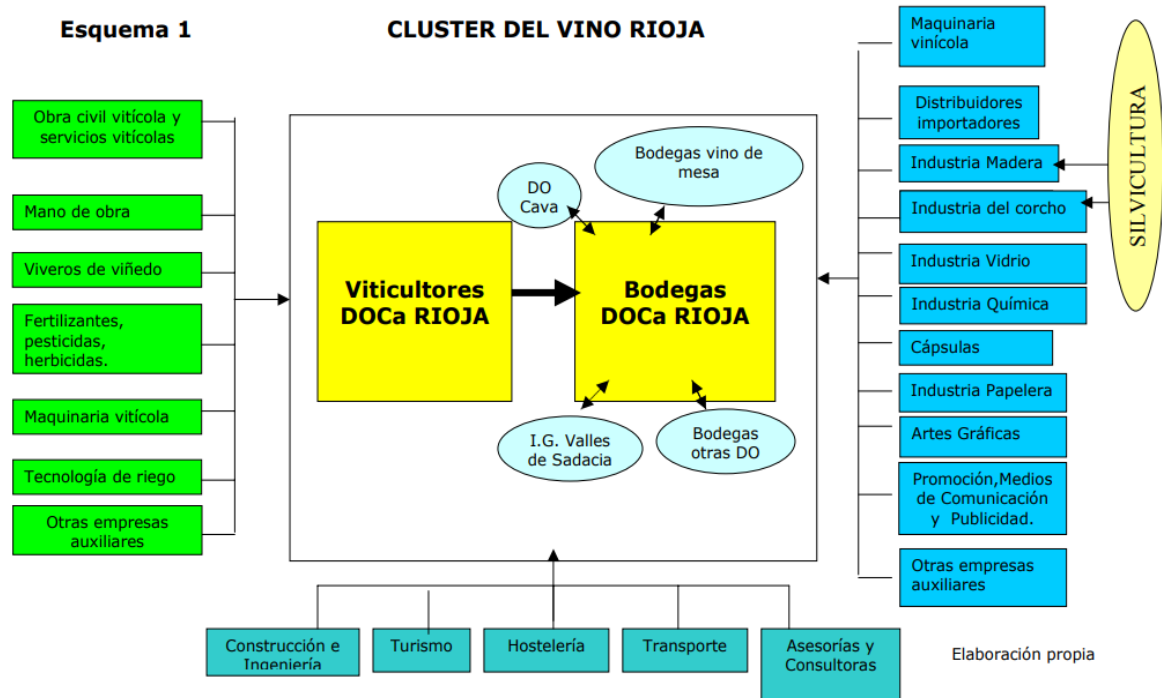 Esquema 1
CLUSTER DEL VINO RIOJA
Obra civil vitícola y
servicios vitícolas
Mano de obra
Viveros de viñedo
Fertilizantes,
pesticidas,
herbicidas.
Maquinaria vitícola
Tecnología de riego
Otras empresas
auxiliares
DO
Cava
Bodegas vino de
mesa
Viticultores
DOCa RIOJA
Bodegas
DOCa RIOJA
I.G. Valles
de Sadacia
Bodegas
otras DO
Maquinaria
vinícola
Distribuidores
importadores
Industria Madera
Industria del corcho
Industria Vidrio
Industria Química
Cápsulas
Industria Papelera
Artes Gráficas
Promoción,Medios
de Comunicación
y Publicidad.
Otras empresas
auxiliares
SILVICULTURA
Construcción e
Ingeniería
Turismo
Hostelería
Transporte
Asesorías y
Consultoras
Elaboración propia